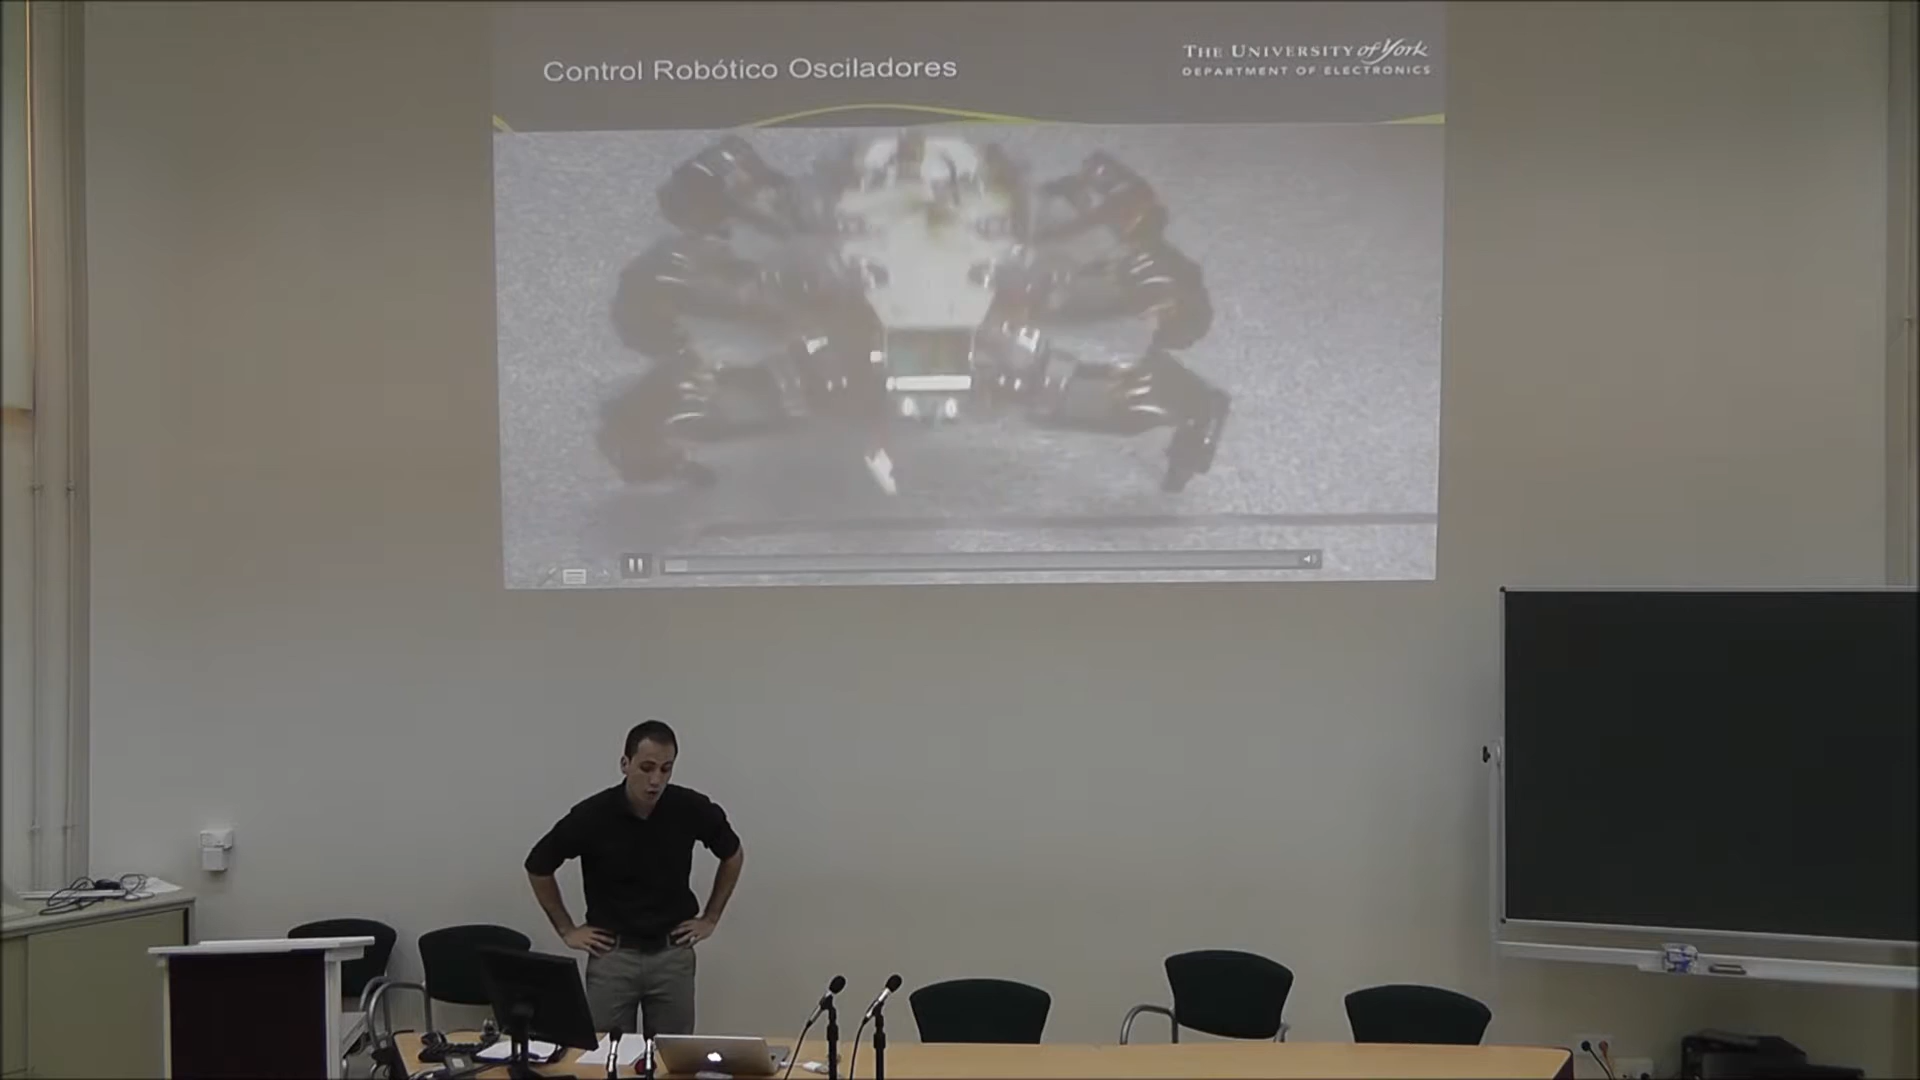 Control Robótico Osciladores
THE UNIVERSITY of York
DEPARTMENT OF ELECTRONICS